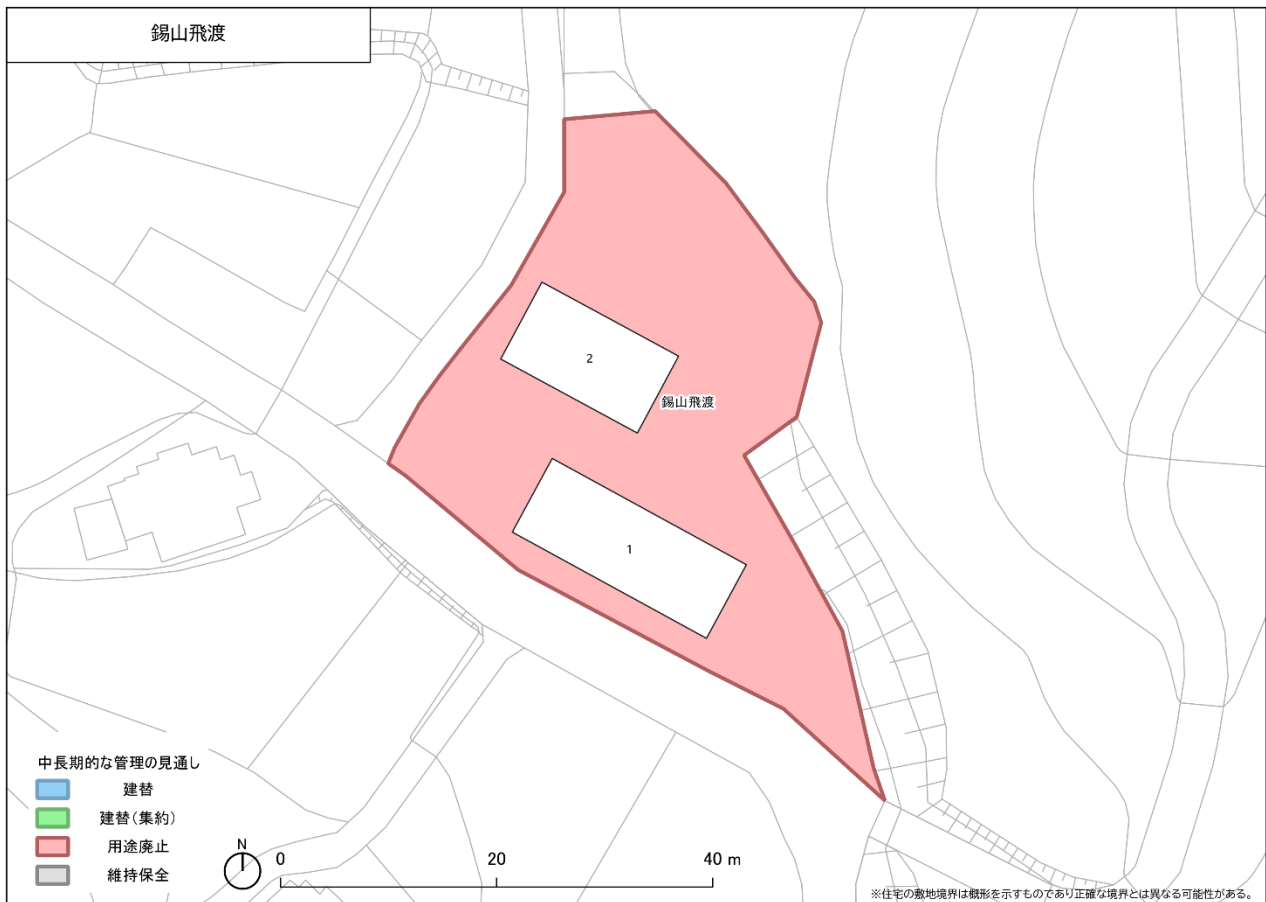 錫山飛渡
2
錫山飛渡
1
中長期的な管理の見通し
建替
建替(集約)
用途廃止
維持保全
N
0 20 40 m
※住宅の敷地境界は概形を示すものであり正確な境界とは異なる可能性がある。